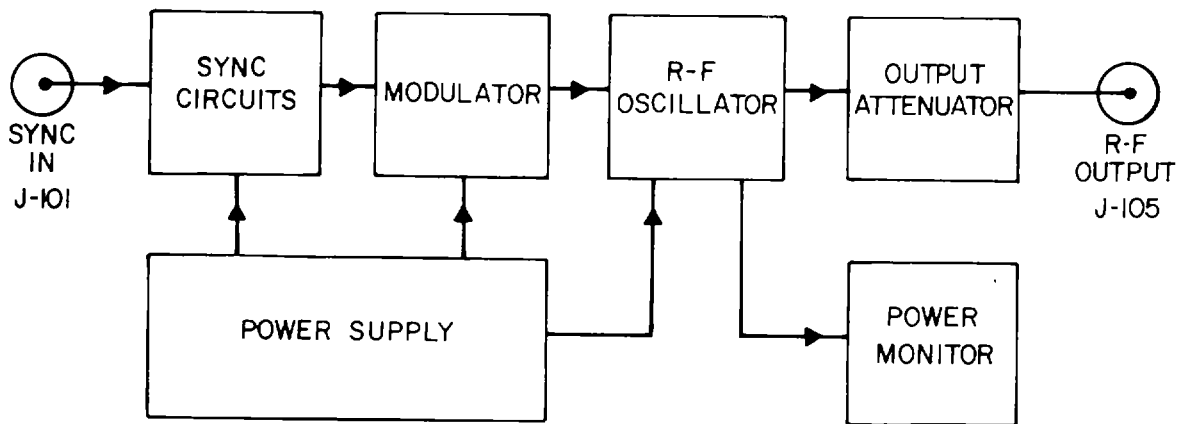 SYNC
IN
J-101
SYNC
CIRCUITS
MODULATOR
R-F
OSCILLATOR
OUTPUT
ATTENUATOR
R-F
OUTPUT
J-105
POWER SUPPLY
POWER
MONITOR